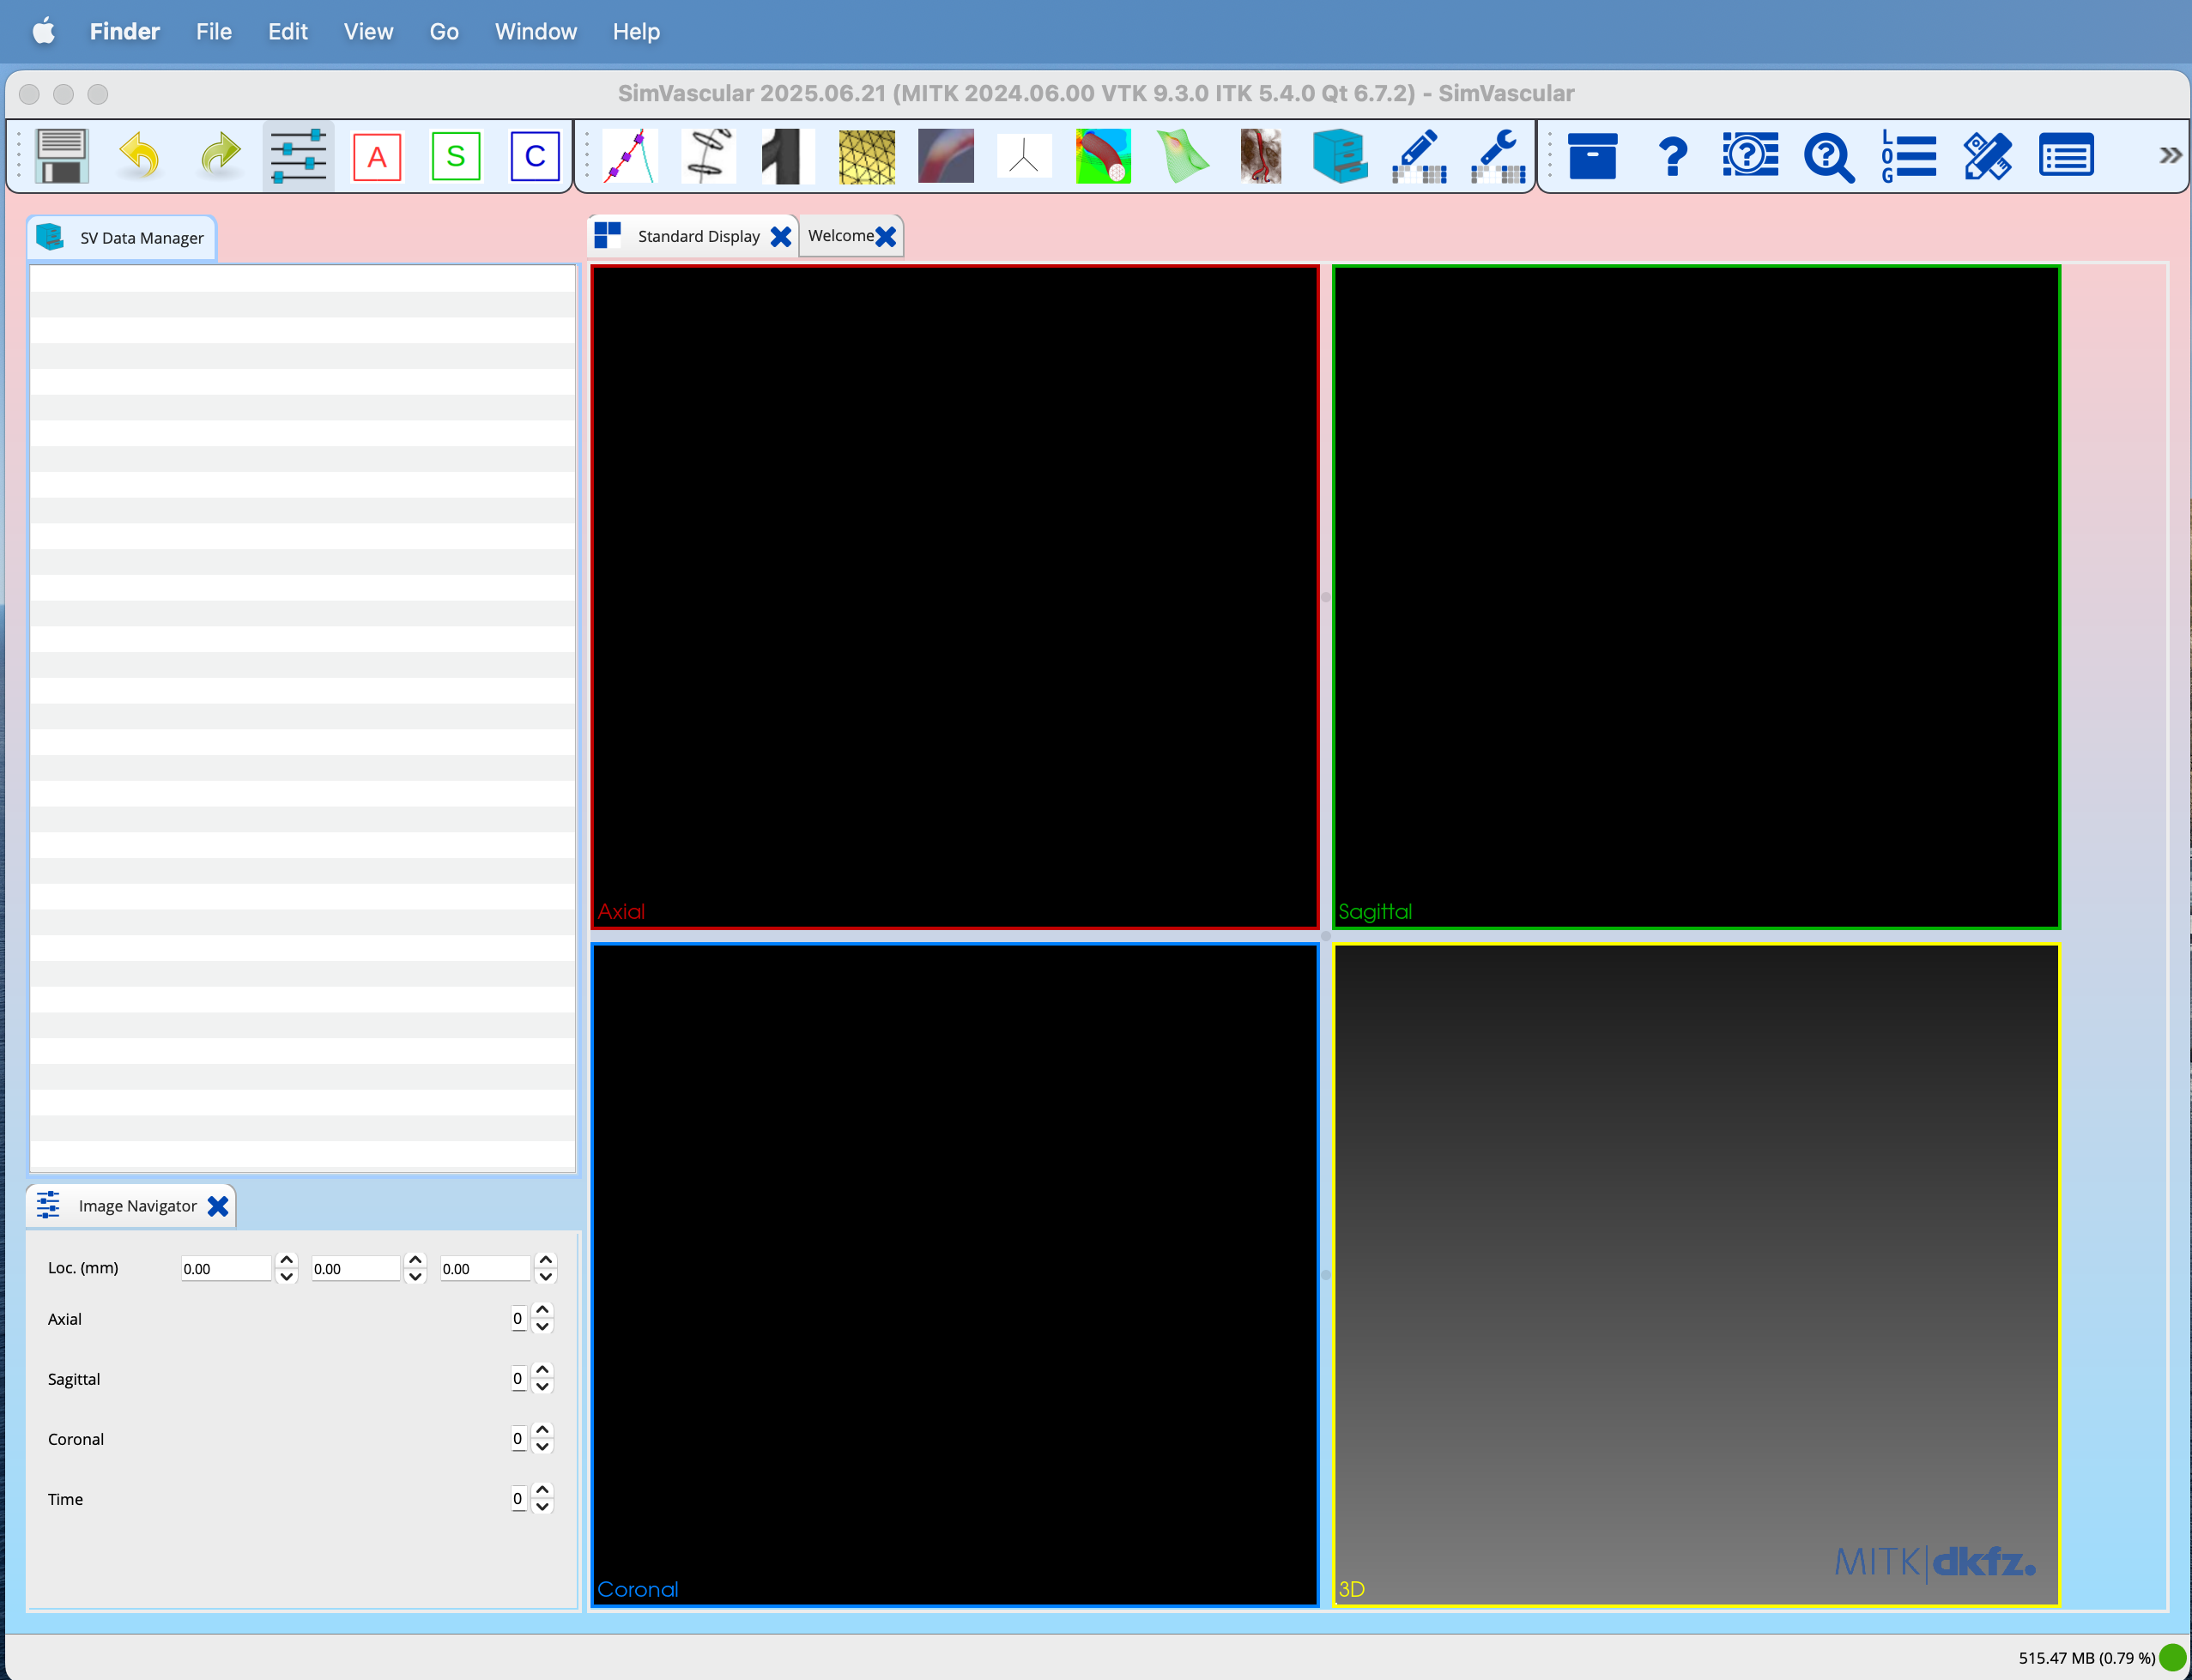 Finder File Edit View Go Window Help
SimVascular 2025.06.21 (MITK 2024.06.00 VTK 9.3.0 ITK 5.4.0 Qt 6.7.2) - SimVascular
A S C ? ? ? LOG
SV Data Manager
Standard Display Welcome
Axial
Sagittal
Image Navigator
Loc. (mm) 0.00 0.00 0.00
Axial 0
Sagittal 0
Coronal 0
Time 0
Coronal
3D
MITK|dkfz.
515.47 MB (0.79 %)